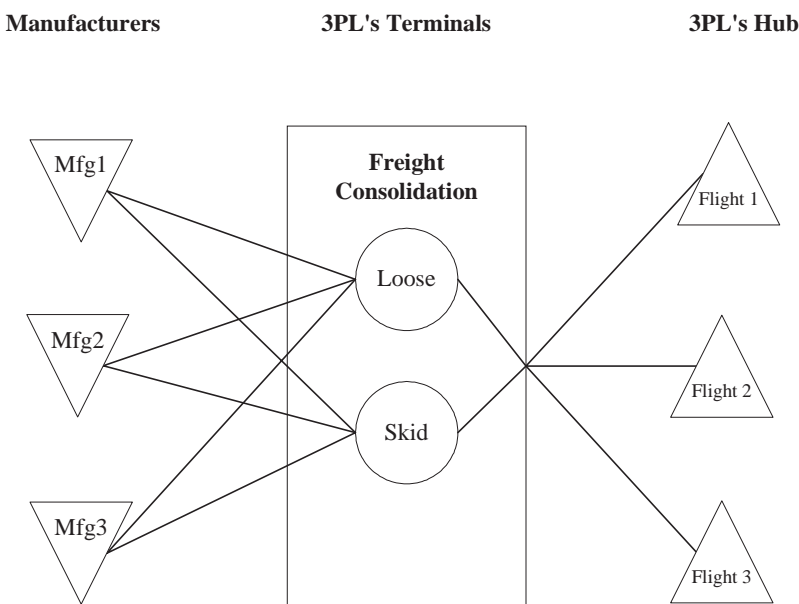 Manufacturers
3PL's Terminals
3PL's Hub
Mfg1
Freight
Consolidation
Flight 1
Loose
Mfg2
Flight 2
Skid
Mfg3
Flight 3